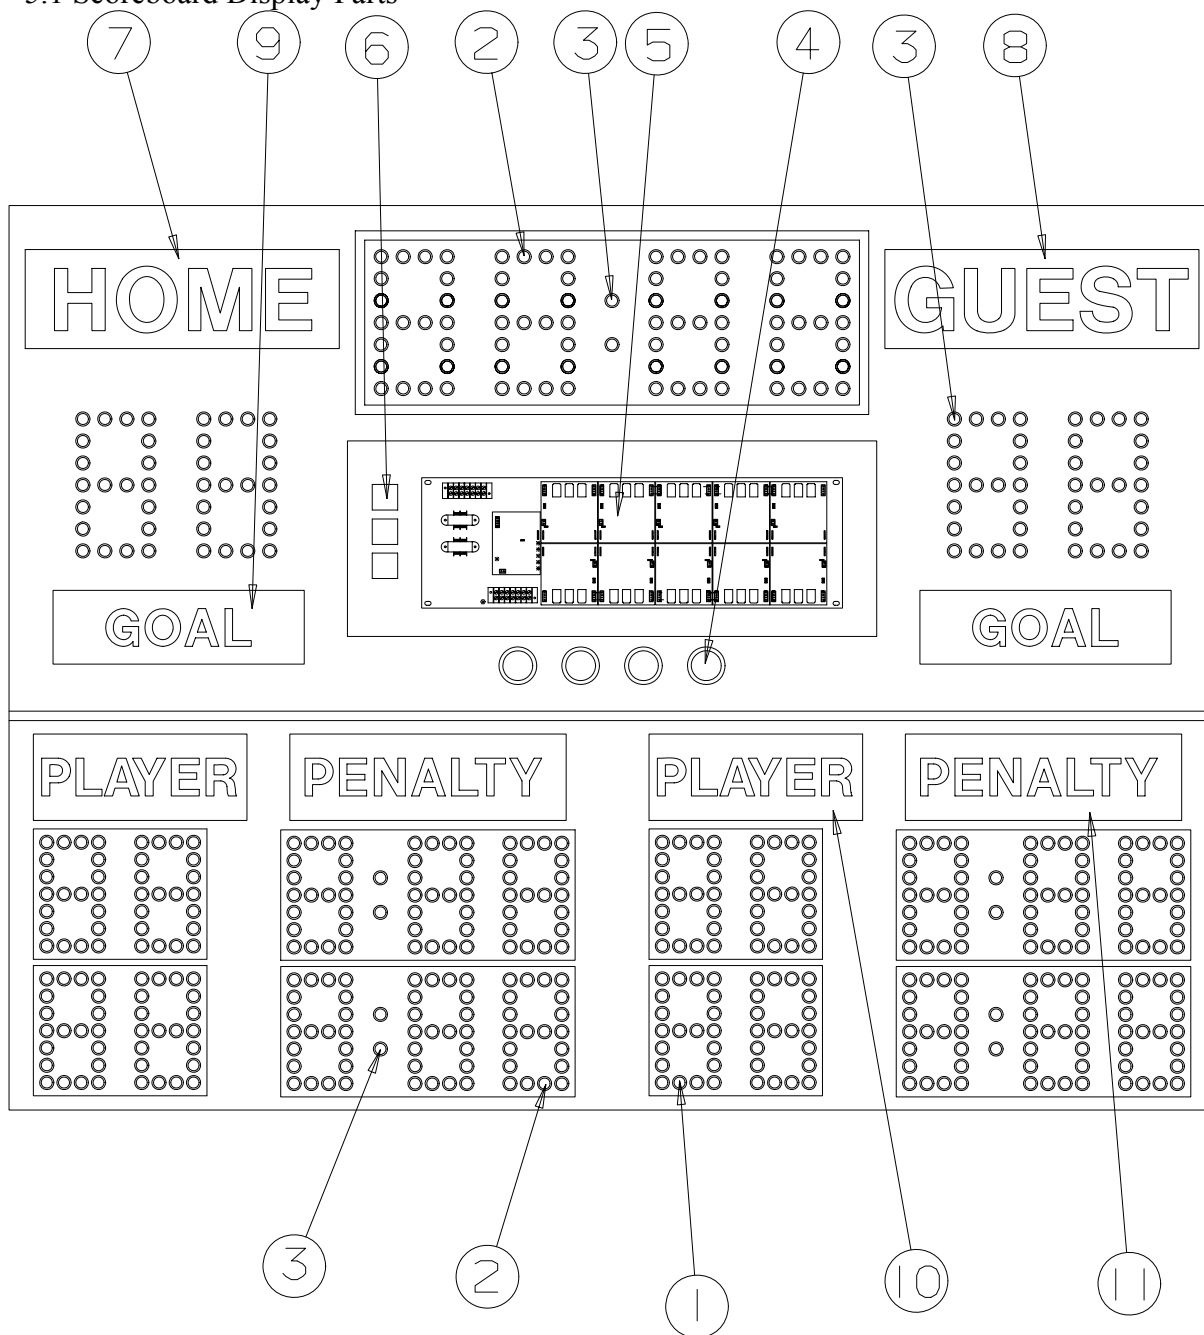 5.1 Scoreboard Display Parts
7 9 6 2 3 5 4 3 8
HOME GUEST
GOAL GOAL
PLAYER PENALTY PLAYER PENALTY
3 2 1 10 11